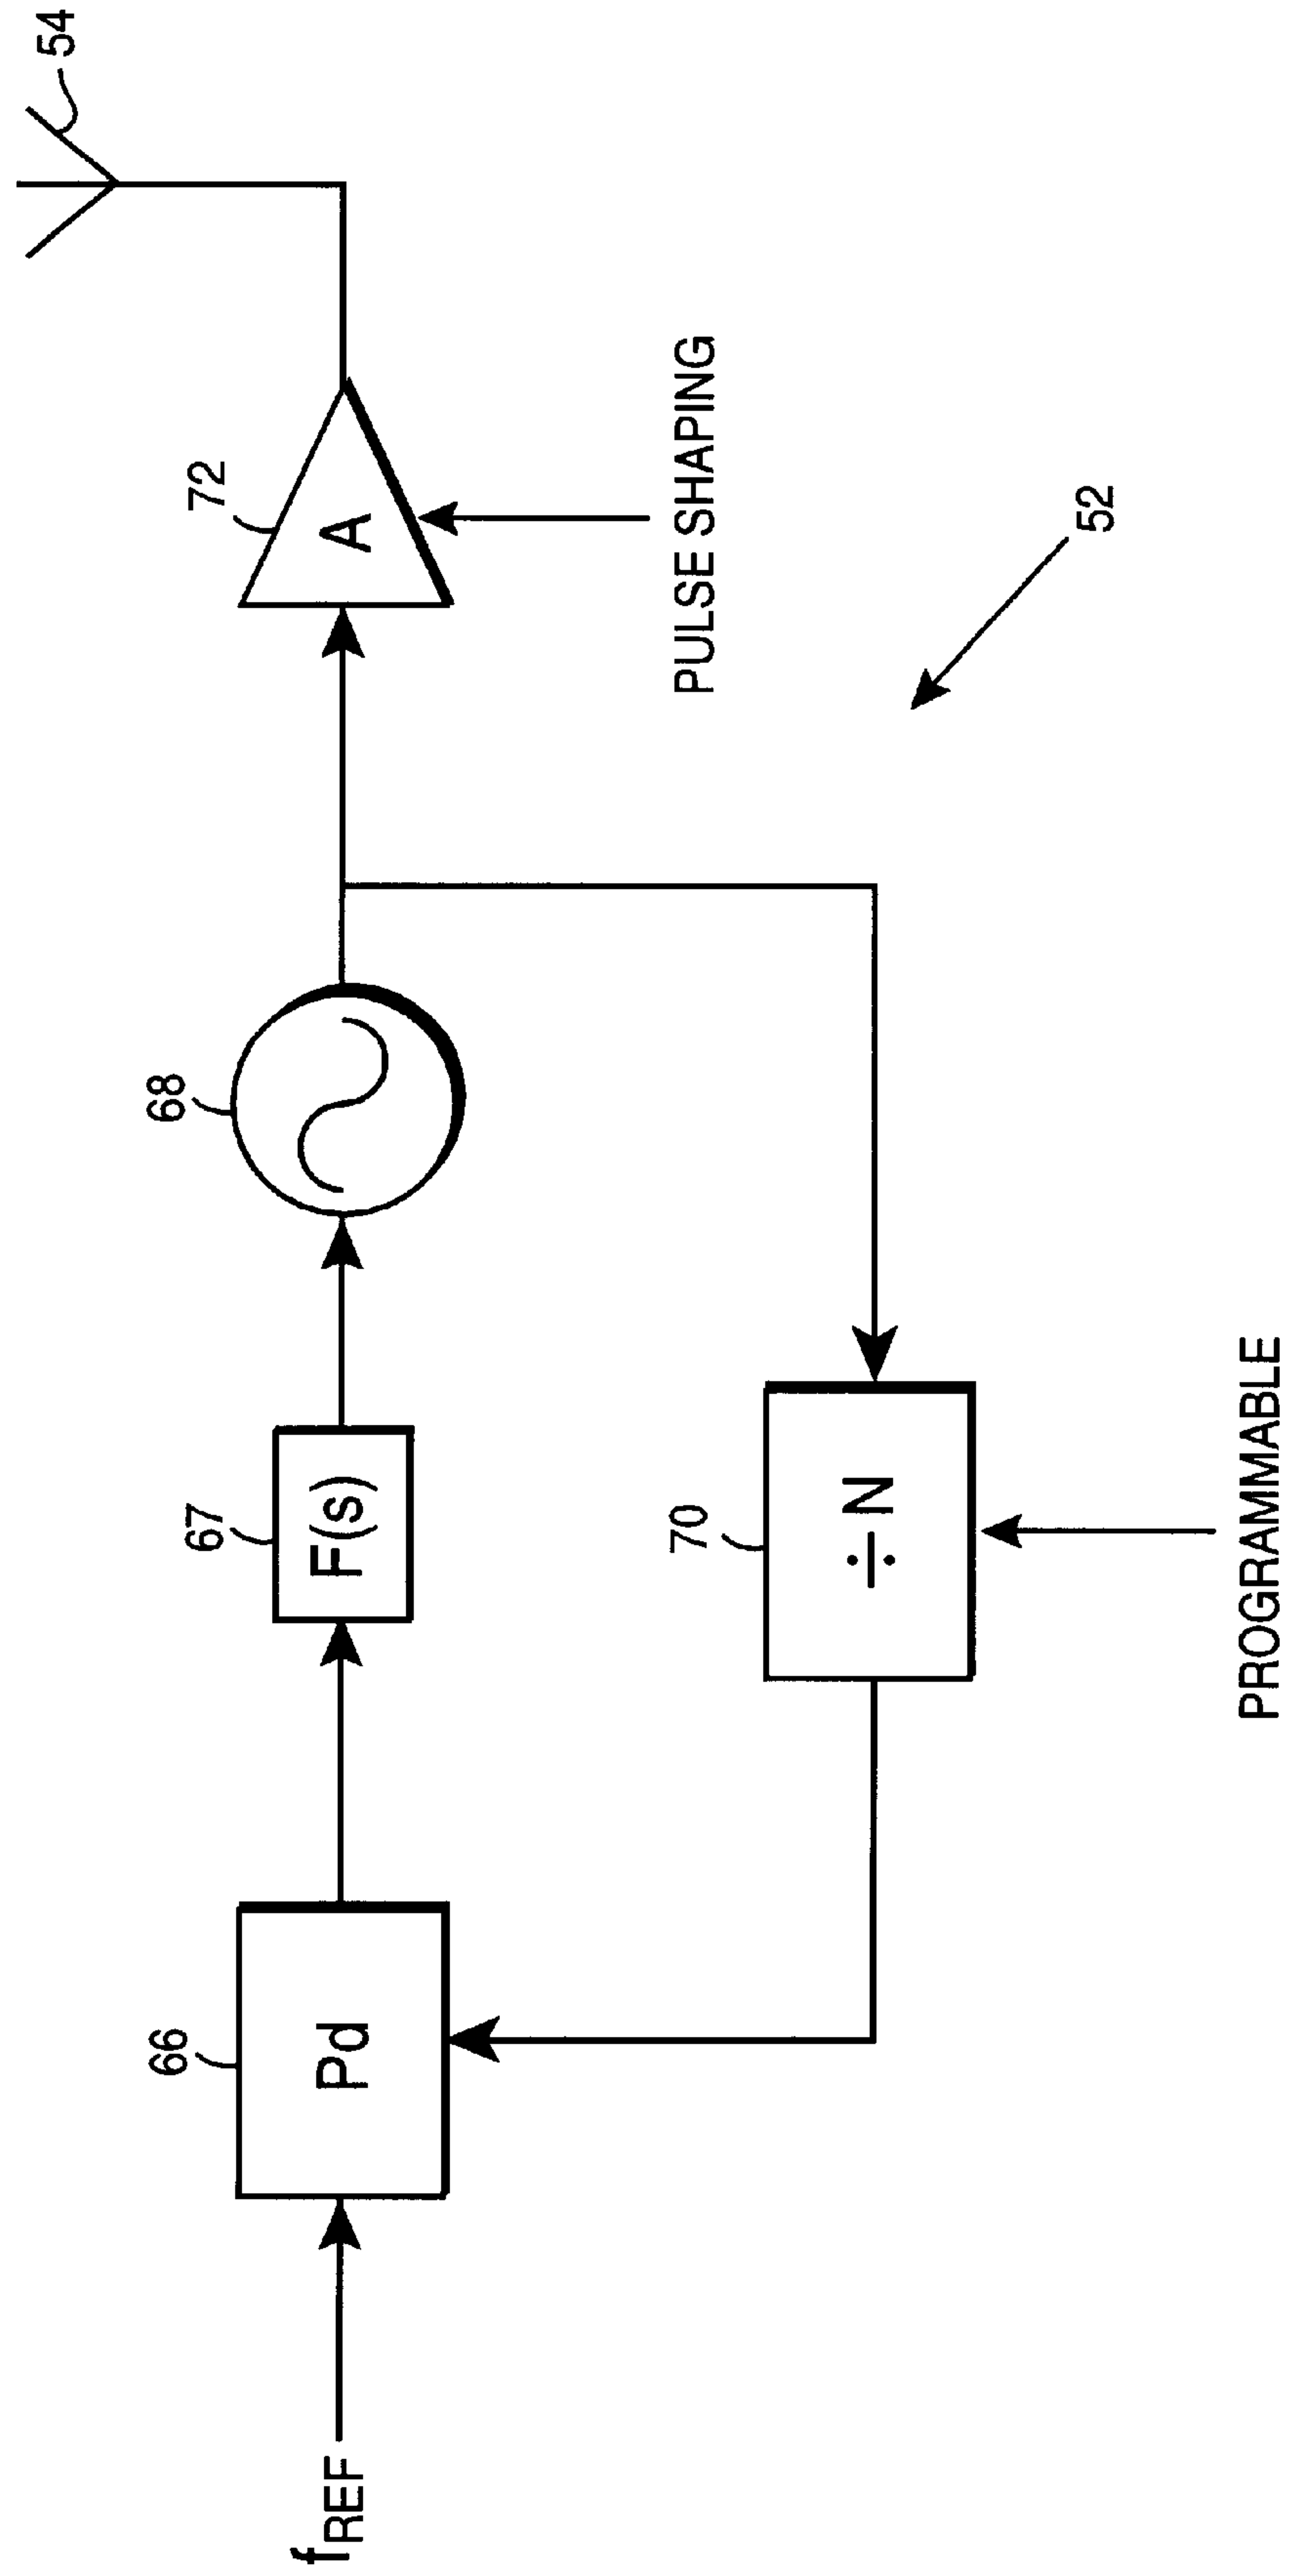 54
72
A
PULSE SHAPING
52
68
67
F(s)
70
÷ N
PROGRAMMABLE
66
Pd
fREF